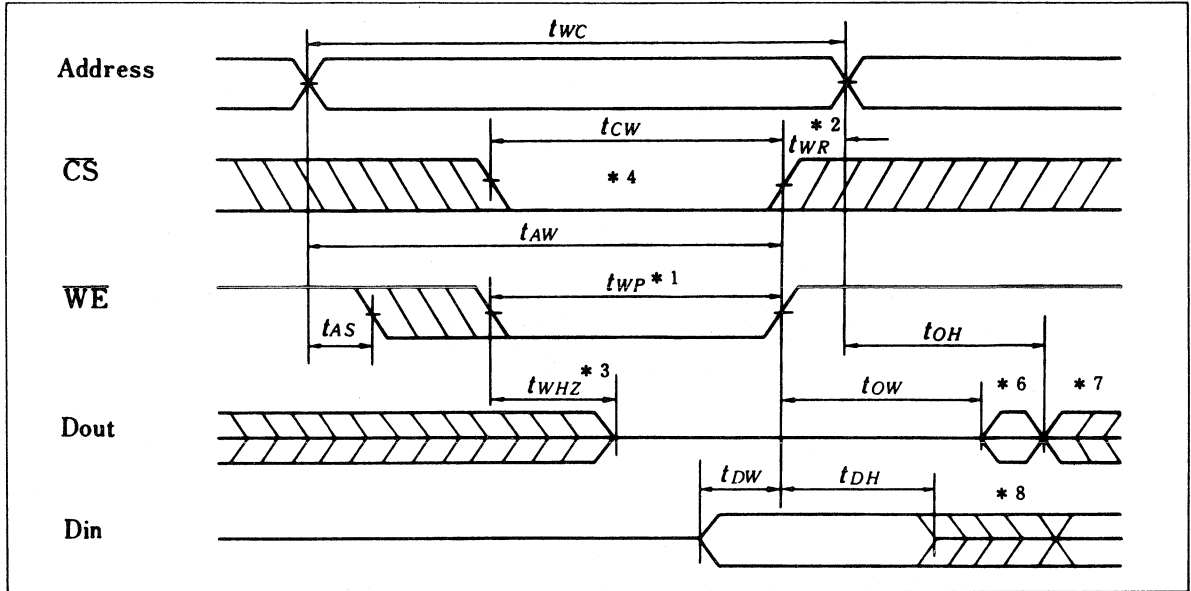 tWC
Address
tCW
*2
tWR
CS
*4
tAW
WE
tWP *1
tAS
tOH
tWHZ *3
tOW
*6
*7
Dout
tDW
tDH
*8
Din